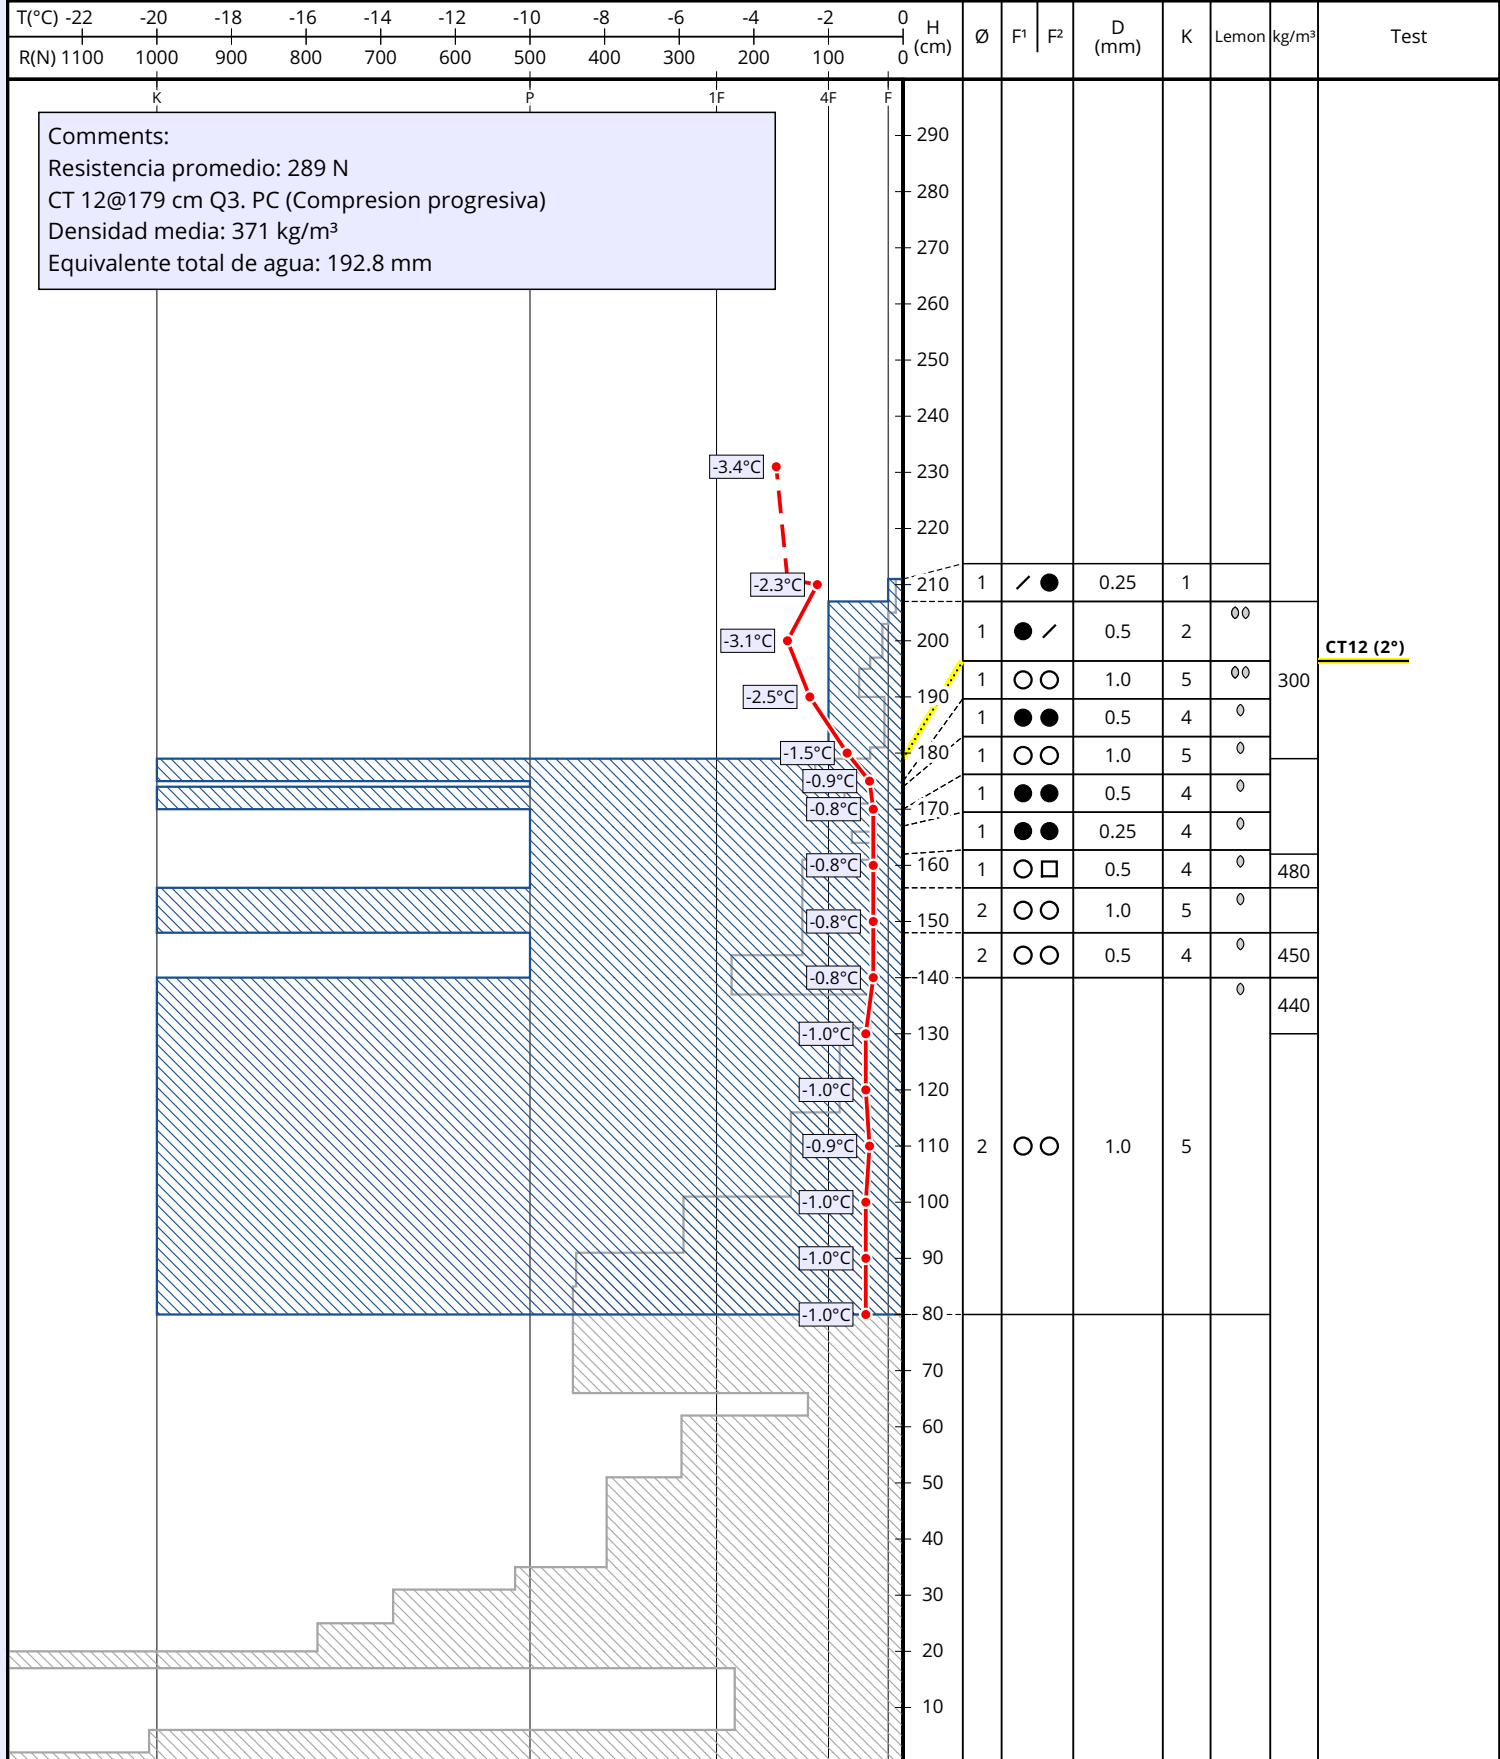 T(°C) -22 -20 -18 -16 -14 -12 -10 -8 -6 -4 -2 0
R(N) 1100 1000 900 800 700 600 500 400 300 200 100 0
H (cm) Ø F¹ F² D (mm) K Lemon kg/m³ Test
K P 1F 4F F
Comments:
Resistencia promedio: 289 N
CT 12@179 cm Q3. PC (Compresion progresiva)
Densidad media: 371 kg/m³
Equivalente total de agua: 192.8 mm
290
280
270
260
250
240
-3.4°C 230
220
-2.3°C 210 1 0.25 1
-3.1°C 200 1 0.5 2
CT12 (2°)
-2.5°C 190 1 1.0 5 300
1 0.5 4
-1.5°C 180 1 1.0 5
-0.9°C
-0.8°C 170 1 0.5 4
1 0.25 4
-0.8°C 160 1 0.5 4 480
-0.8°C 150 2 1.0 5
2 0.5 4 450
-0.8°C 140
440
-1.0°C 130
-1.0°C 120
-0.9°C 110 2 1.0 5
-1.0°C 100
-1.0°C 90
-1.0°C 80
70
60
50
40
30
20
10